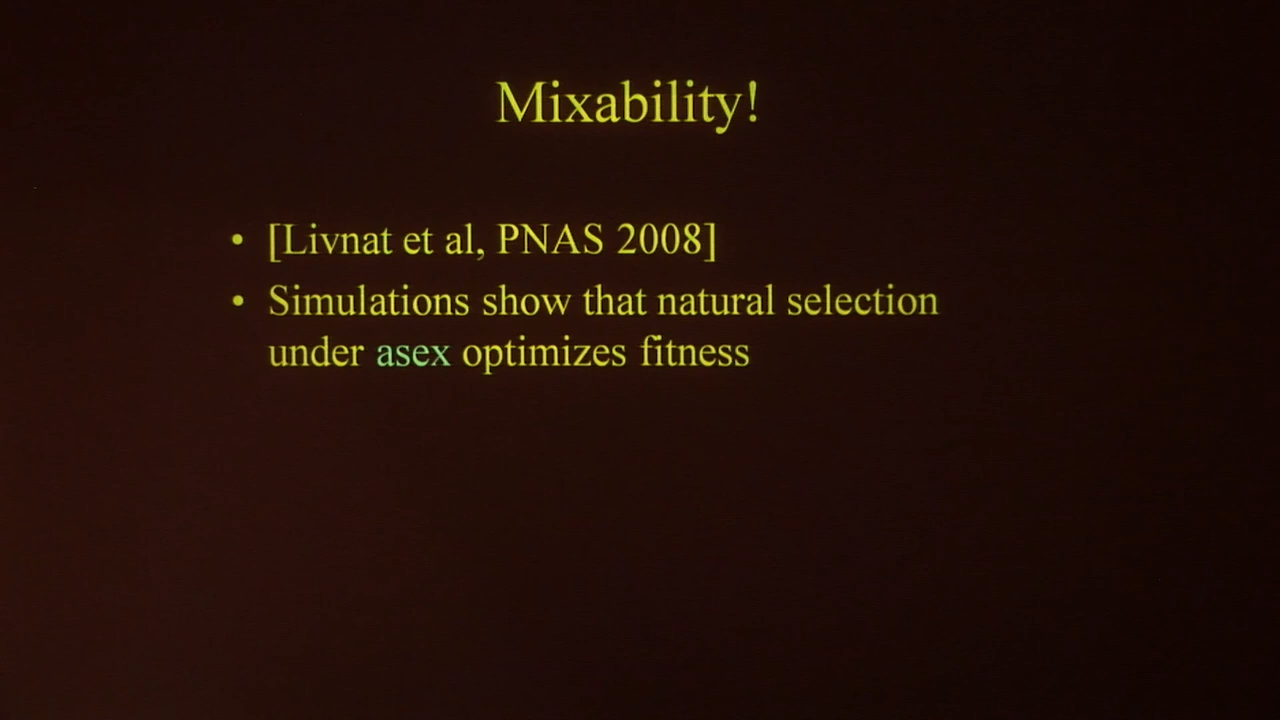 Mixability!
• [Livnat et al, PNAS 2008]
• Simulations show that natural selection
under asex optimizes fitness